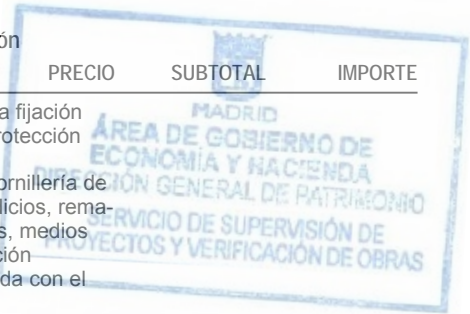 ón
PRECIO SUBTOTAL IMPORTE
a fijación
rotección
ornillería de
licios, rema-
s, medios
ción
da con el
MADRID
ÁREA DE GOBIERNO DE
ECONOMÍA Y HACIENDA
DIRECCIÓN GENERAL DE PATRIMONIO
SERVICIO DE SUPERVISIÓN DE
PROYECTOS Y VERIFICACIÓN DE OBRAS